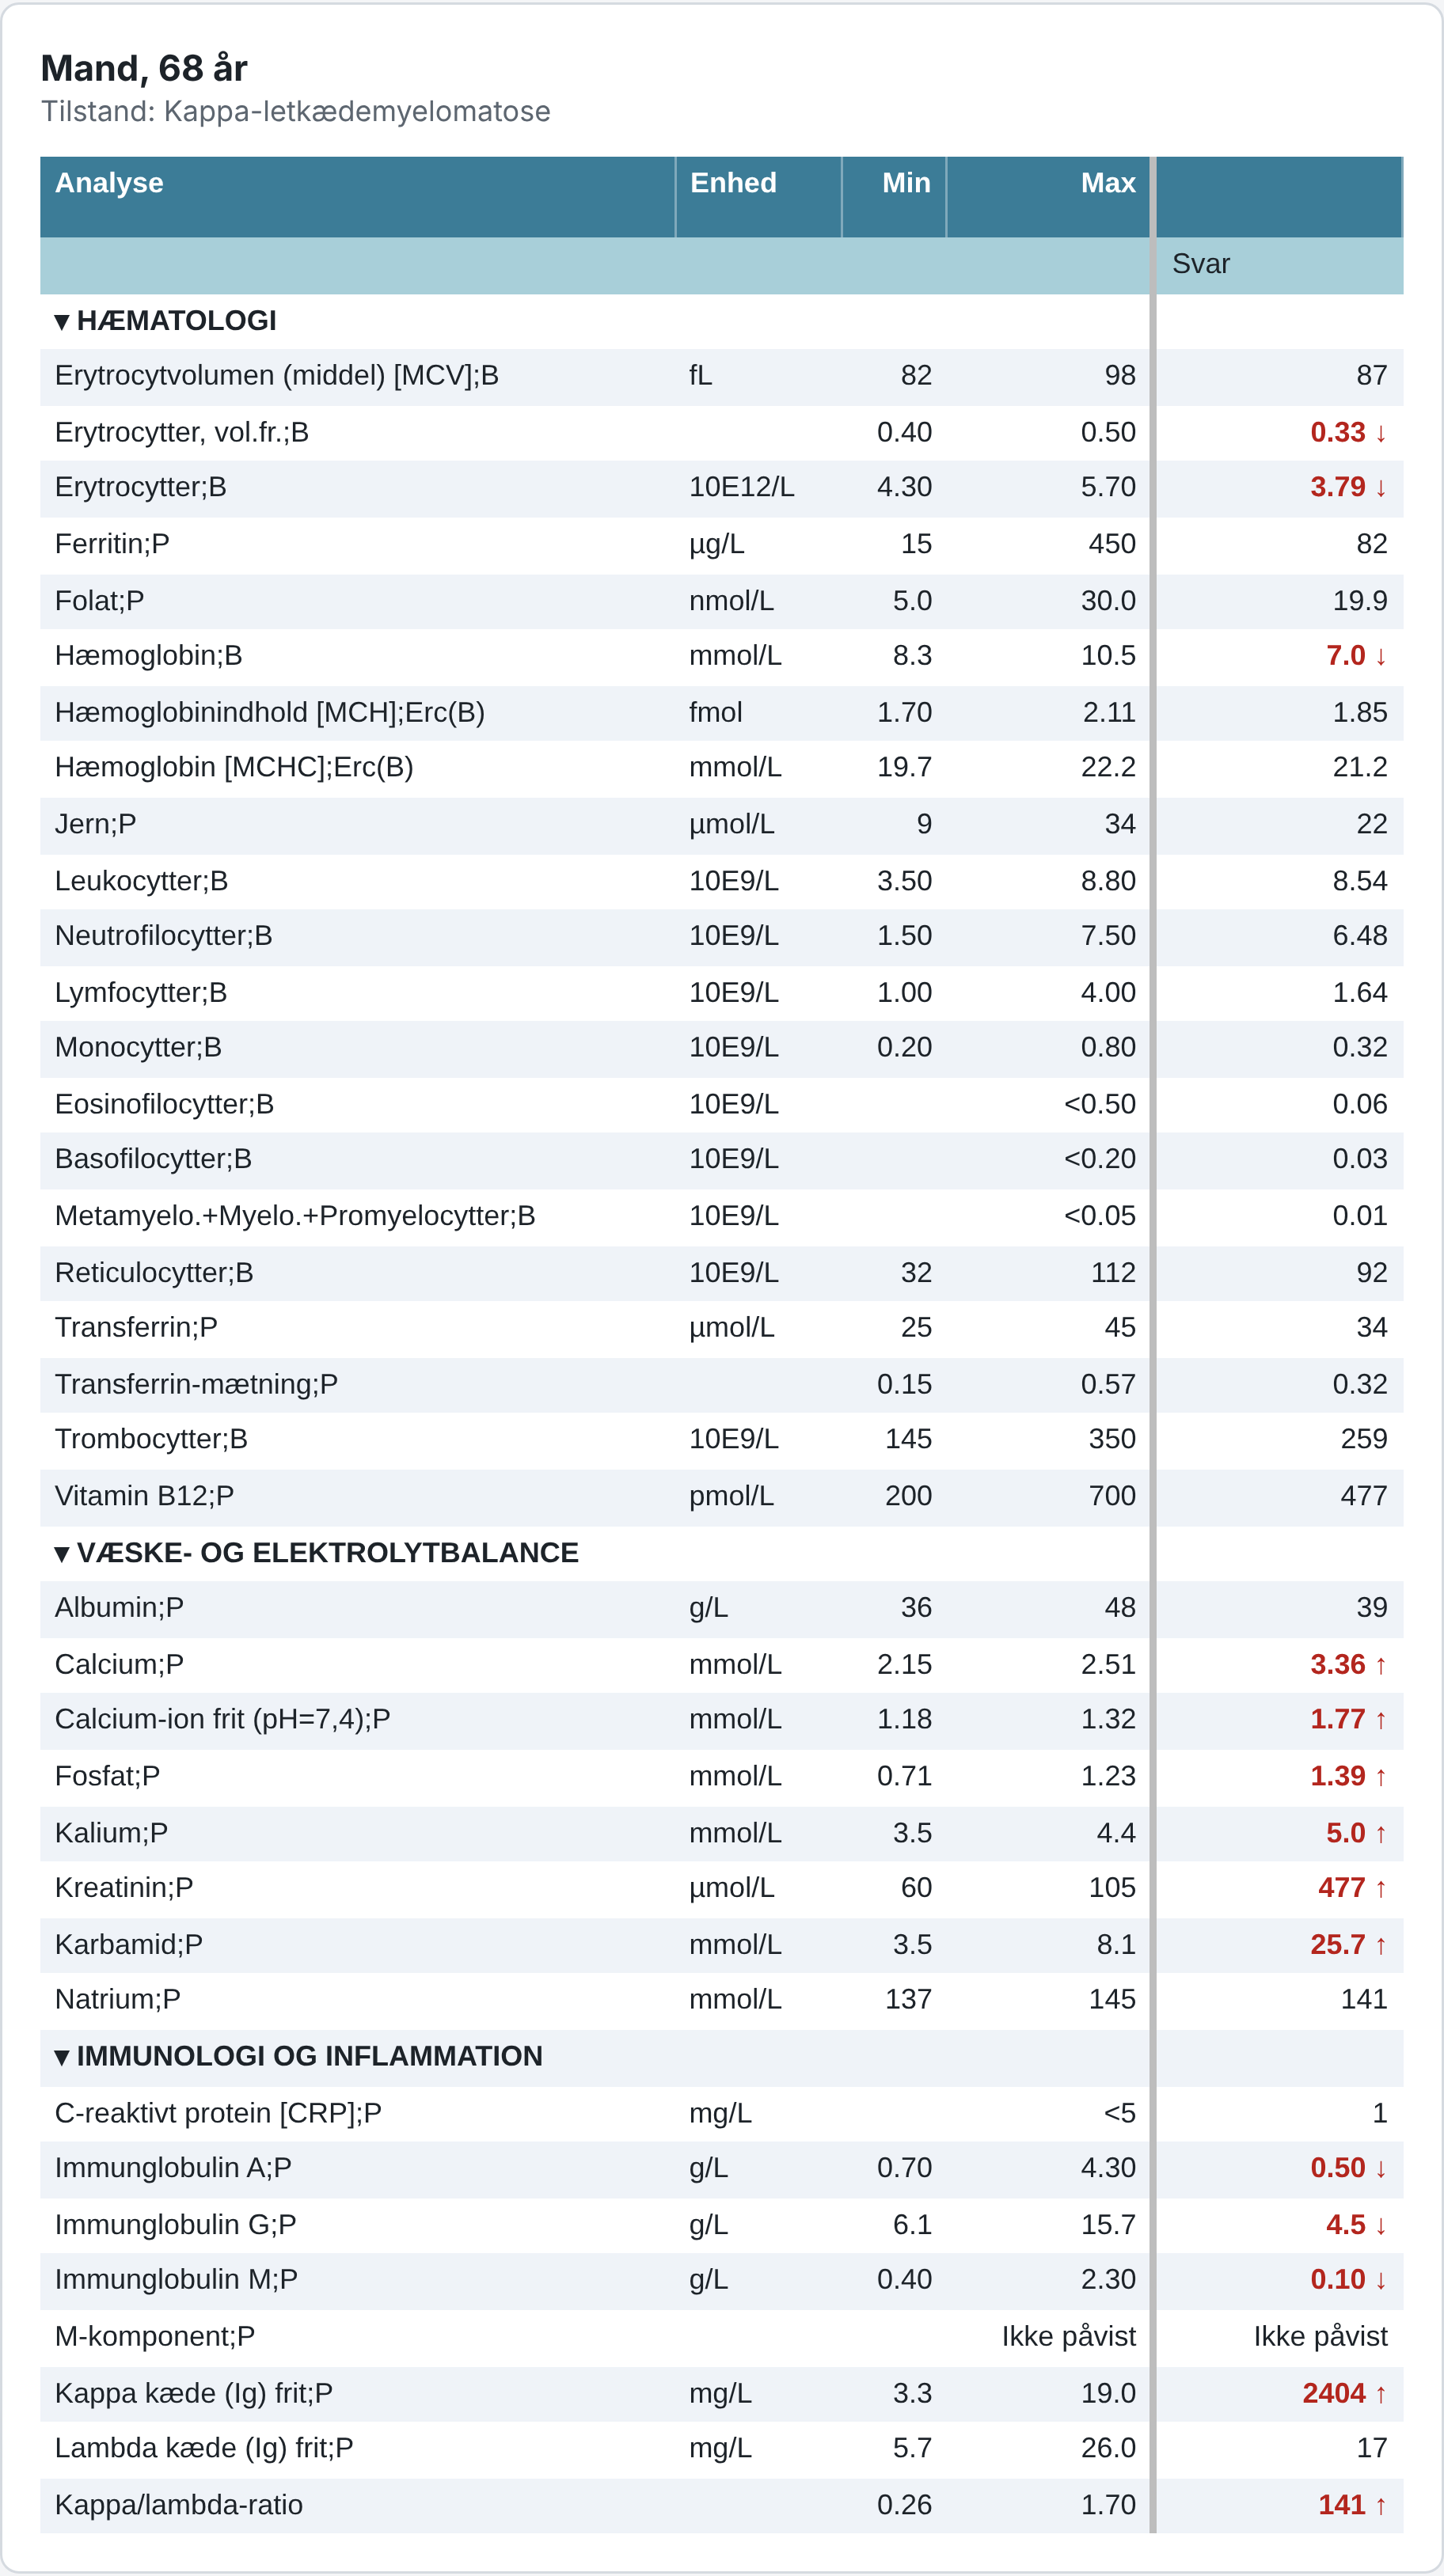 Mand, 68 år
Tilstand: Kappa-letkædemyelomatose
Analyse Enhed Min Max
Svar
▼ HÆMATOLOGI
Erytrocytvolumen (middel) [MCV];B fL 82 98 87
Erytrocytter, vol.fr.;B 0.40 0.50 0.33 ↓
Erytrocytter;B 10E12/L 4.30 5.70 3.79 ↓
Ferritin;P µg/L 15 450 82
Folat;P nmol/L 5.0 30.0 19.9
Hæmoglobin;B mmol/L 8.3 10.5 7.0 ↓
Hæmoglobinindhold [MCH];Erc(B) fmol 1.70 2.11 1.85
Hæmoglobin [MCHC];Erc(B) mmol/L 19.7 22.2 21.2
Jern;P µmol/L 9 34 22
Leukocytter;B 10E9/L 3.50 8.80 8.54
Neutrofilocytter;B 10E9/L 1.50 7.50 6.48
Lymfocytter;B 10E9/L 1.00 4.00 1.64
Monocytter;B 10E9/L 0.20 0.80 0.32
Eosinofilocytter;B 10E9/L <0.50 0.06
Basofilocytter;B 10E9/L <0.20 0.03
Metamyelo.+Myelo.+Promyelocytter;B 10E9/L <0.05 0.01
Reticulocytter;B 10E9/L 32 112 92
Transferrin;P µmol/L 25 45 34
Transferrin-mætning;P 0.15 0.57 0.32
Trombocytter;B 10E9/L 145 350 259
Vitamin B12;P pmol/L 200 700 477
▼ VÆSKE- OG ELEKTROLYTBALANCE
Albumin;P g/L 36 48 39
Calcium;P mmol/L 2.15 2.51 3.36 ↑
Calcium-ion frit (pH=7,4);P mmol/L 1.18 1.32 1.77 ↑
Fosfat;P mmol/L 0.71 1.23 1.39 ↑
Kalium;P mmol/L 3.5 4.4 5.0 ↑
Kreatinin;P µmol/L 60 105 477 ↑
Karbamid;P mmol/L 3.5 8.1 25.7 ↑
Natrium;P mmol/L 137 145 141
▼ IMMUNOLOGI OG INFLAMMATION
C-reaktivt protein [CRP];P mg/L <5 1
Immunglobulin A;P g/L 0.70 4.30 0.50 ↓
Immunglobulin G;P g/L 6.1 15.7 4.5 ↓
Immunglobulin M;P g/L 0.40 2.30 0.10 ↓
M-komponent;P Ikke påvist Ikke påvist
Kappa kæde (Ig) frit;P mg/L 3.3 19.0 2404 ↑
Lambda kæde (Ig) frit;P mg/L 5.7 26.0 17
Kappa/lambda-ratio 0.26 1.70 141 ↑